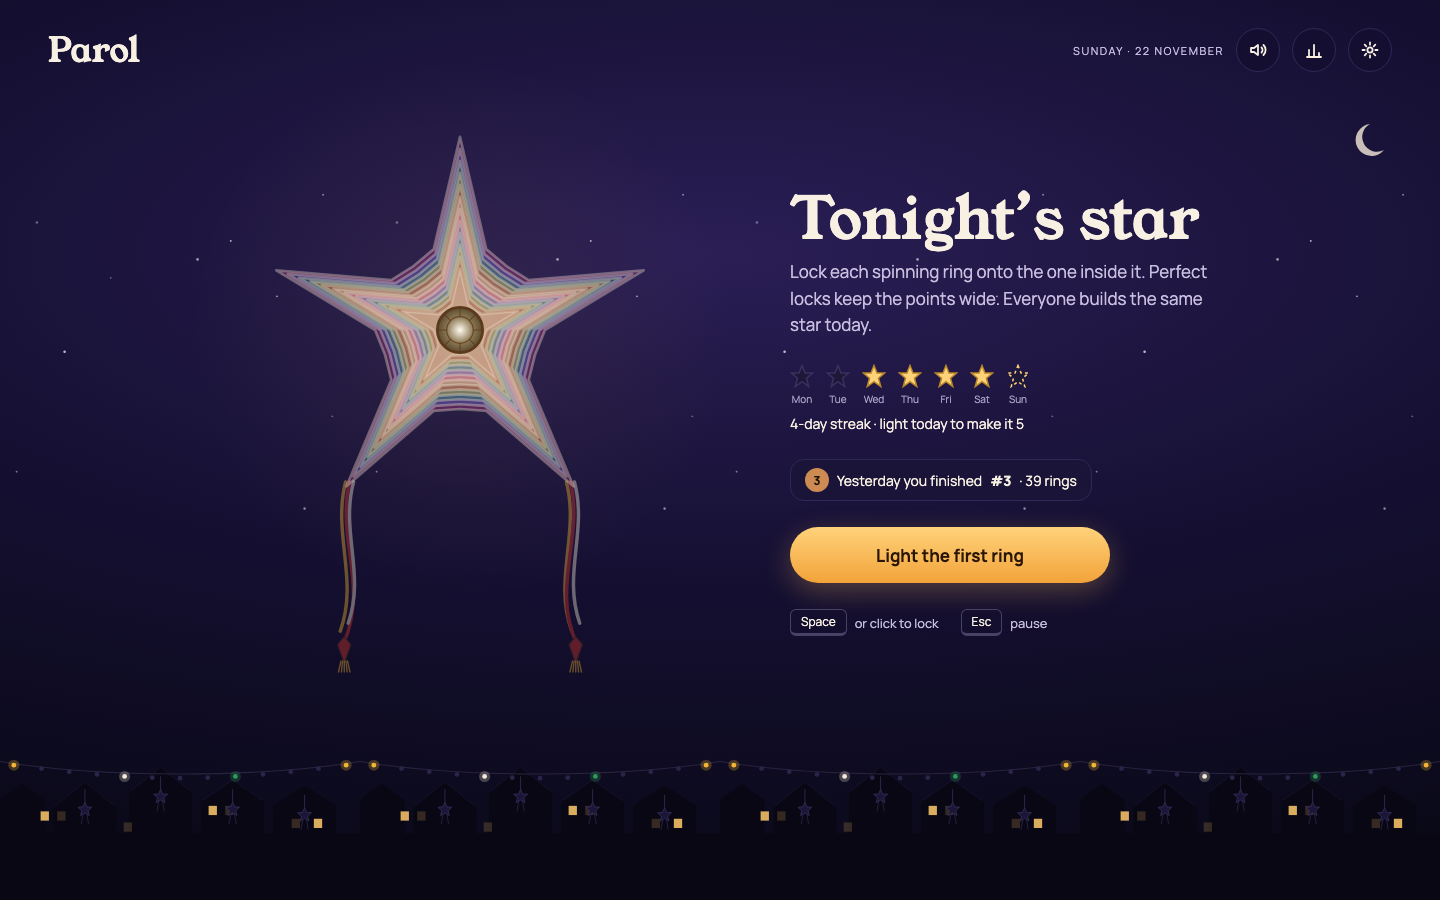 Parol
SUNDAY · 22 NOVEMBER
Tonight’s star
Lock each spinning ring onto the one inside it. Perfect
locks keep the points wide. Everyone builds the same
star today.
Mon Tue Wed Thu Fri Sat Sun
4-day streak · light today to make it 5
3 Yesterday you finished #3 · 39 rings
Light the first ring
Space or click to lock Esc pause